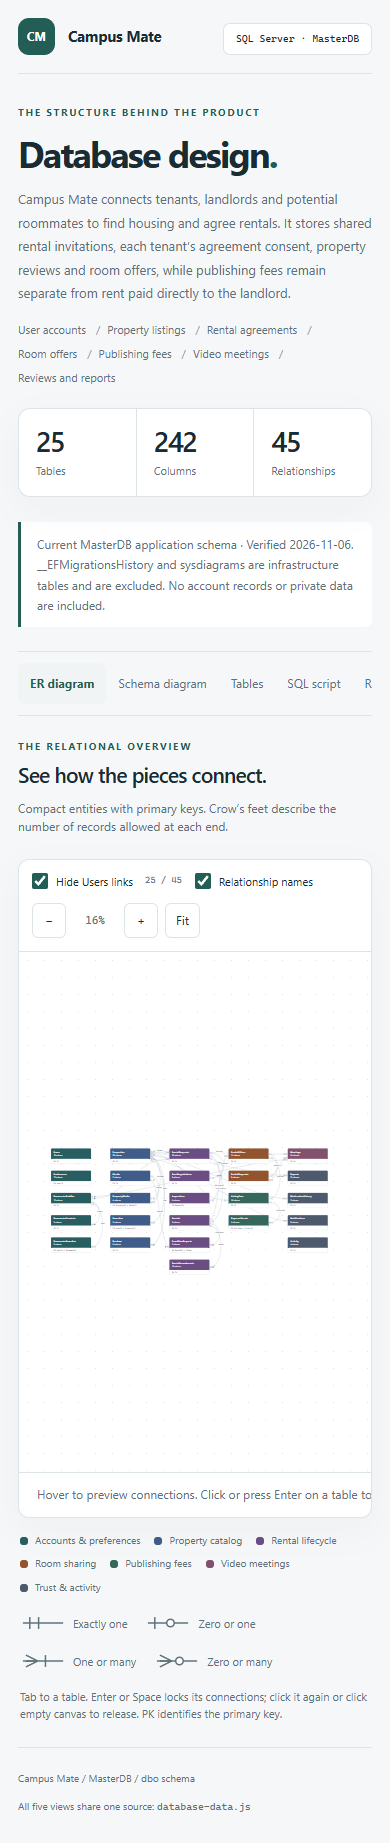 CM
Campus Mate
SQL Server · MasterDB
THE STRUCTURE BEHIND THE PRODUCT
Database design.
Campus Mate connects tenants, landlords and potential
roommates to find housing and agree rentals. It stores shared
rental invitations, each tenant's agreement consent, property
reviews and room offers, while publishing fees remain
separate from rent paid directly to the landlord.
User accounts / Property listings / Rental agreements /
Room offers / Publishing fees / Video meetings /
Reviews and reports
25 242 45
Tables Columns Relationships
Current MasterDB application schema · Verified 2026-11-06.
__EFMigrationsHistory and sysdiagrams are infrastructure
tables and are excluded. No account records or private data
are included.
ER diagram Schema diagram Tables SQL script R
THE RELATIONAL OVERVIEW
See how the pieces connect.
Compact entities with primary keys. Crow's feet describe the
number of records allowed at each end.
Hide Users links 25 / 45 Relationship names
− 16% + Fit
Hover to preview connections. Click or press Enter on a table to
Accounts & preferences Property catalog Rental lifecycle
Room sharing Publishing fees Video meetings
Trust & activity
Exactly one Zero or one
One or many Zero or many
Tab to a table. Enter or Space locks its connections; click it again or click
empty canvas to release. PK identifies the primary key.
Campus Mate / MasterDB / dbo schema
All five views share one source: database-data.js